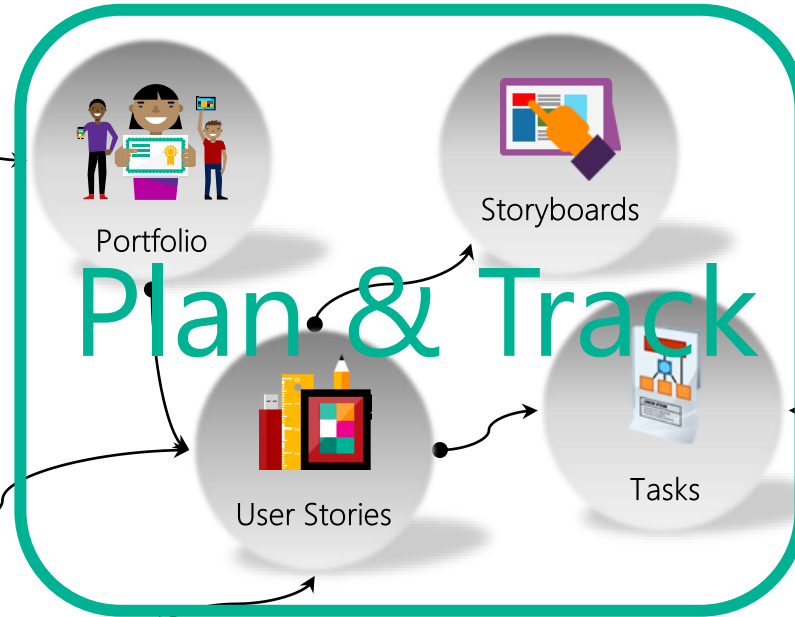 Portfolio
Storyboards
Plan & Track
User Stories
Tasks